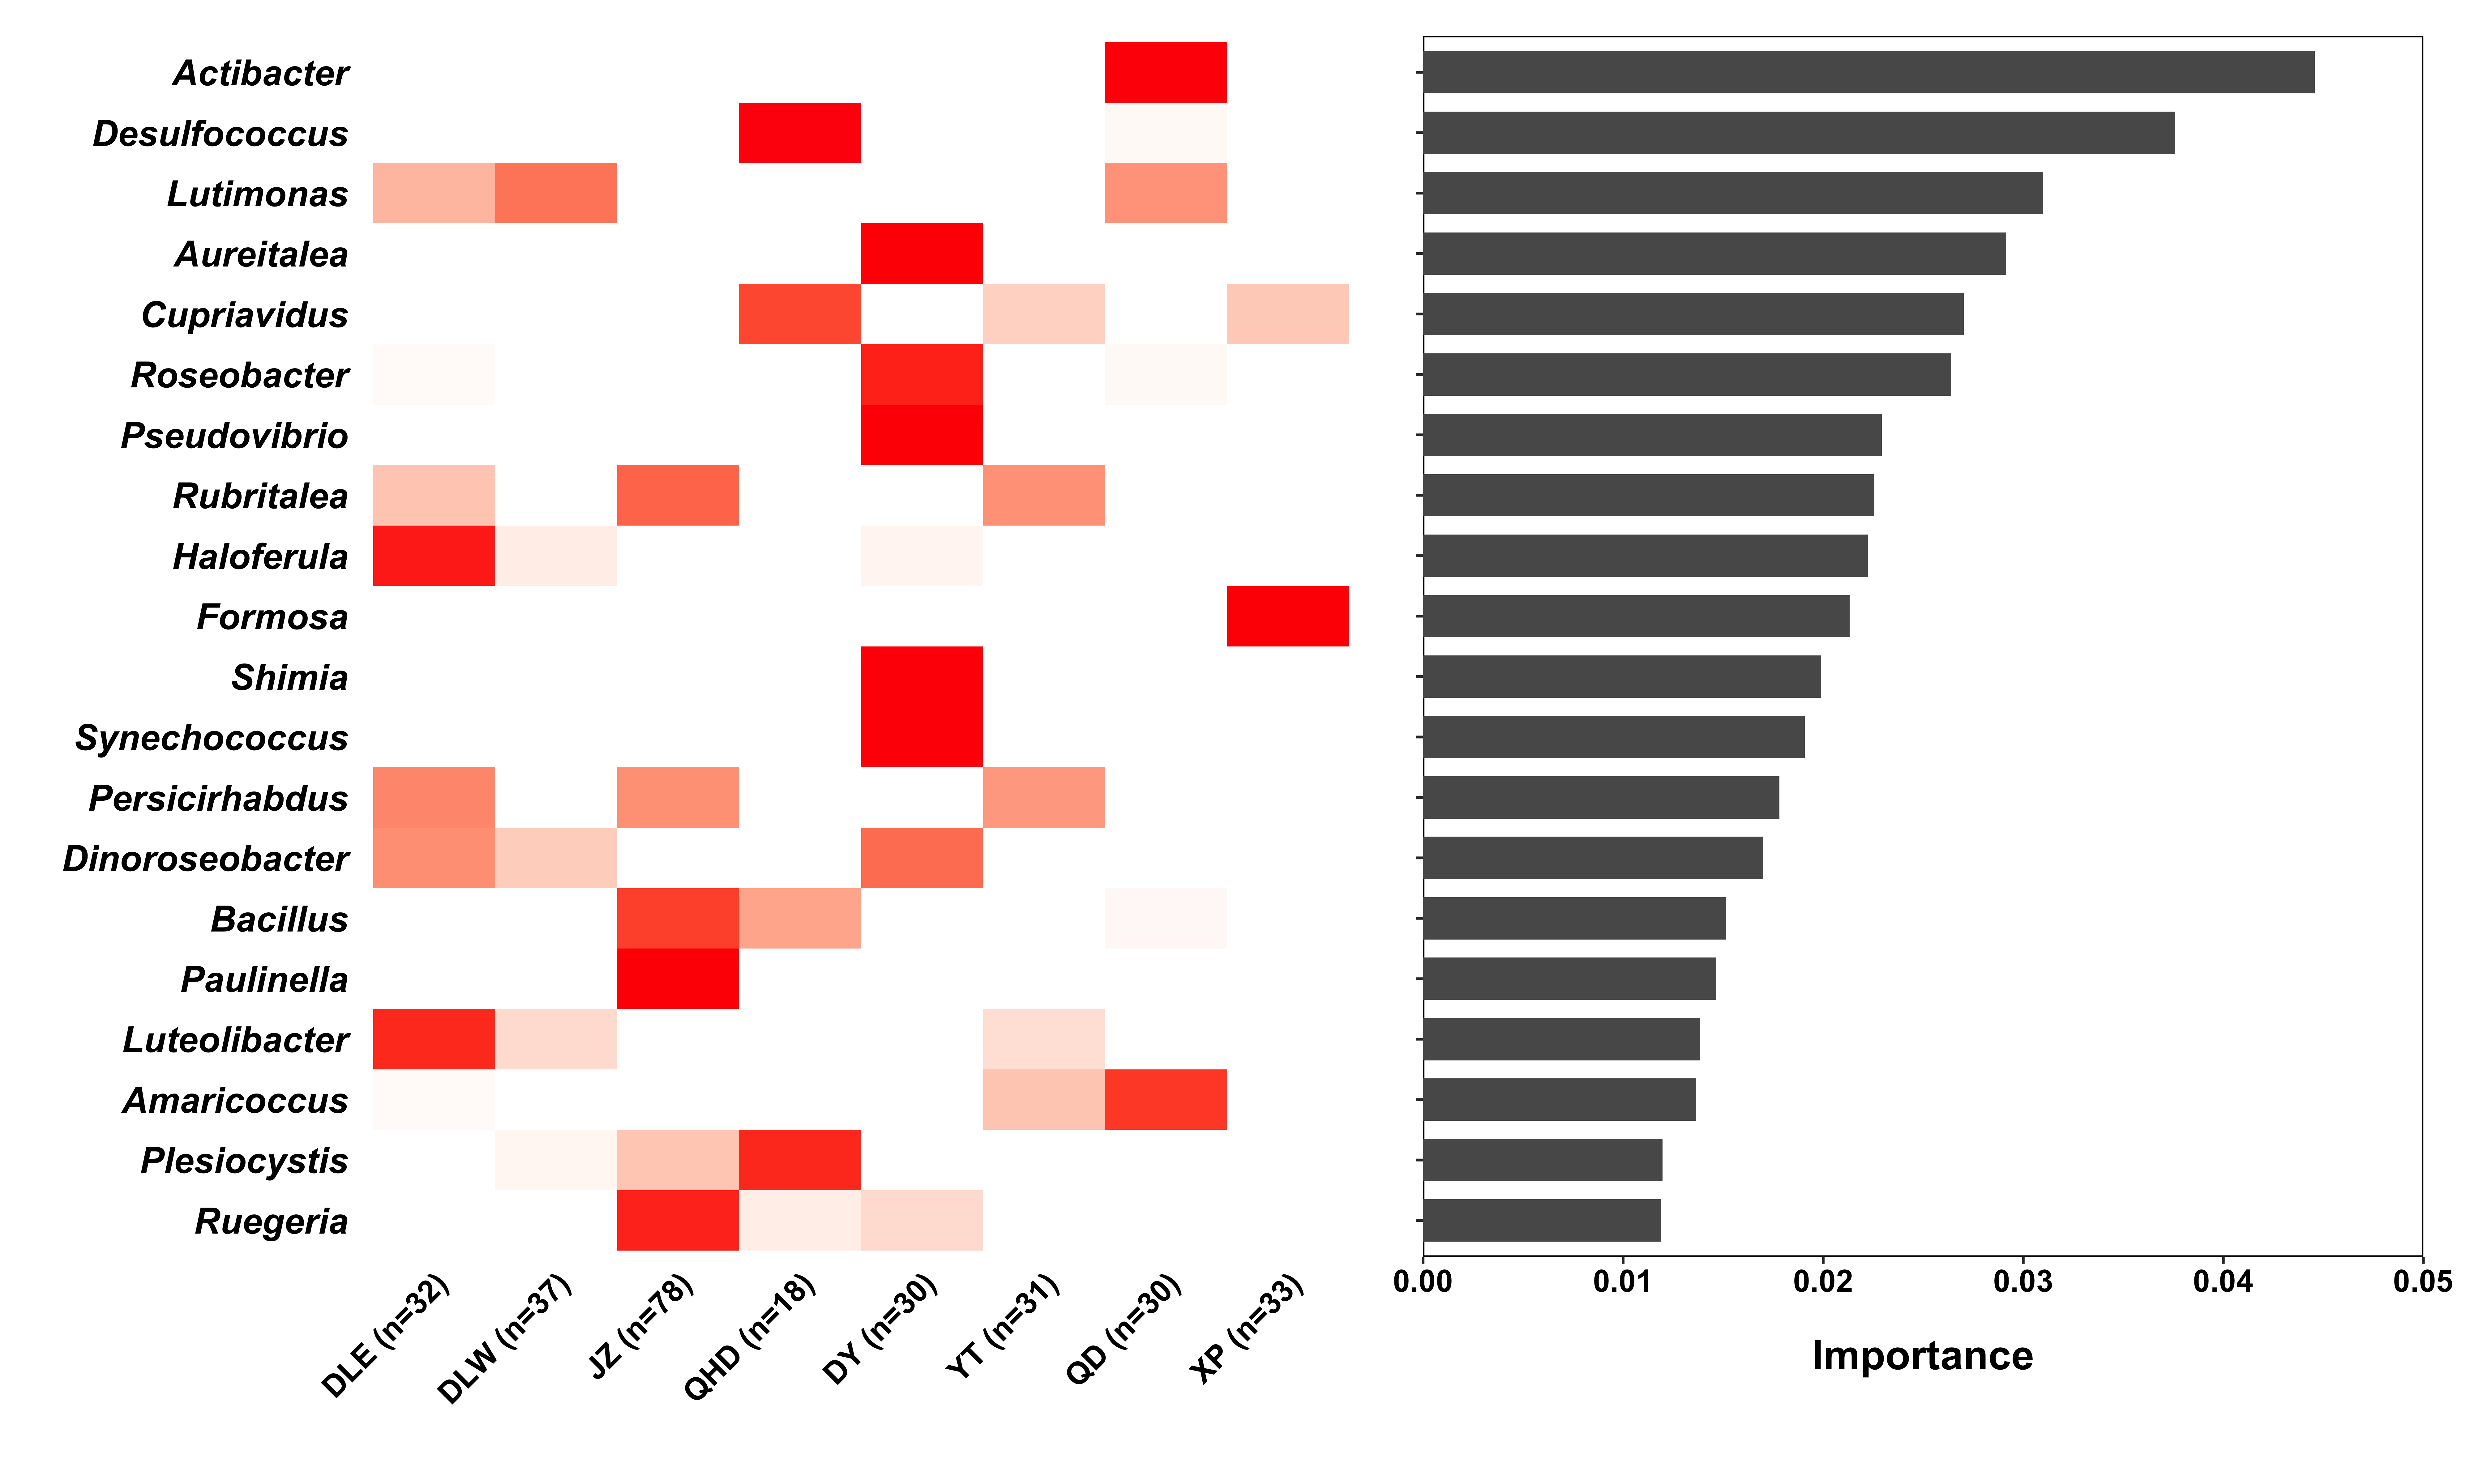 Actibacter
Desulfococcus
Lutimonas
Aureitalea
Cupriavidus
Roseobacter
Pseudovibrio
Rubritalea
Haloferula
Formosa
Shimia
Synechococcus
Persicirhabdus
Dinoroseobacter
Bacillus
Paulinella
Luteolibacter
Amaricoccus
Plesiocystis
Ruegeria
DLE (n=32)
DLW (n=37)
JZ (n=78)
QHD (n=18)
DY (n=30)
YT (n=31)
QD (n=30)
XP (n=33)
0.00 0.01 0.02 0.03 0.04 0.05
Importance